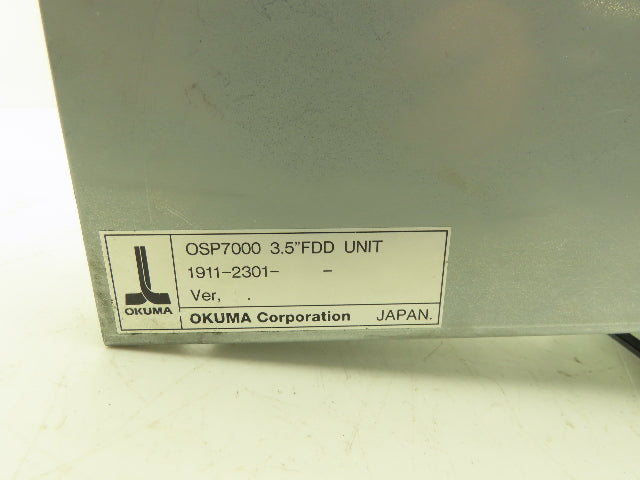 OSP7000 3.5"FDD UNIT
1911-2301-     -
Ver,   .
OKUMA
OKUMA Corporation JAPAN.